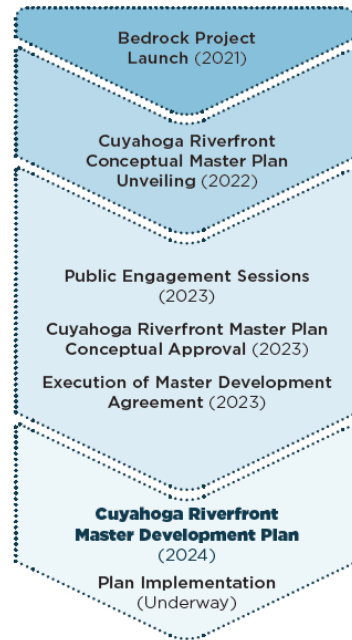 Bedrock Project
Launch (2021)
Cuyahoga Riverfront
Conceptual Master Plan
Unveiling (2022)
Public Engagement Sessions
(2023)
Cuyahoga Riverfront Master Plan
Conceptual Approval (2023)
Execution of Master Development
Agreement (2023)
Cuyahoga Riverfront
Master Development Plan
(2024)
Plan Implementation
(Underway)